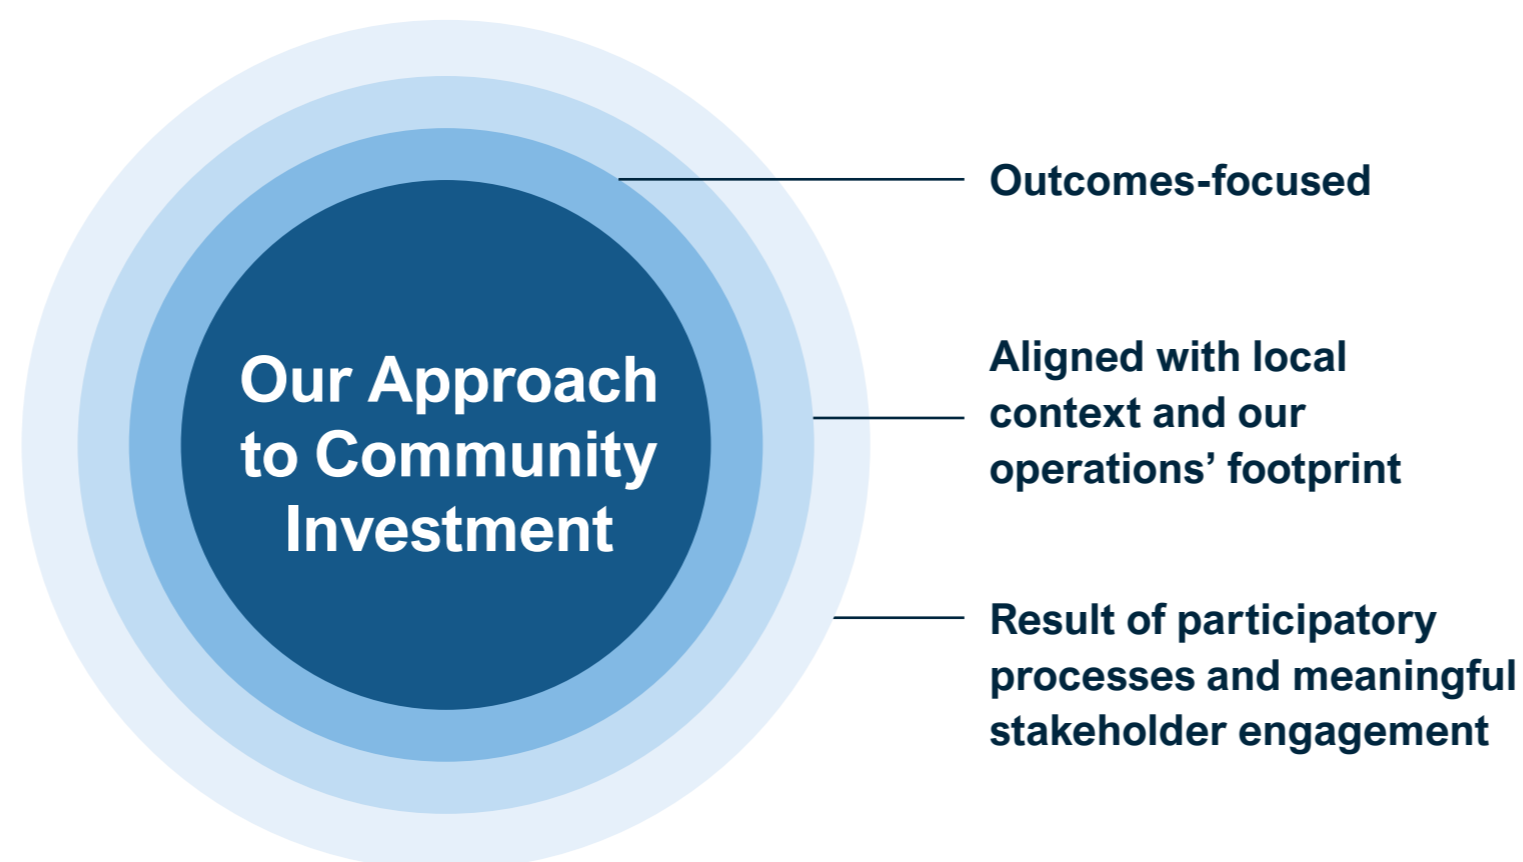 Our Approach
to Community
Investment
Outcomes-focused
Aligned with local
context and our
operations’ footprint
Result of participatory
processes and meaningful
stakeholder engagement